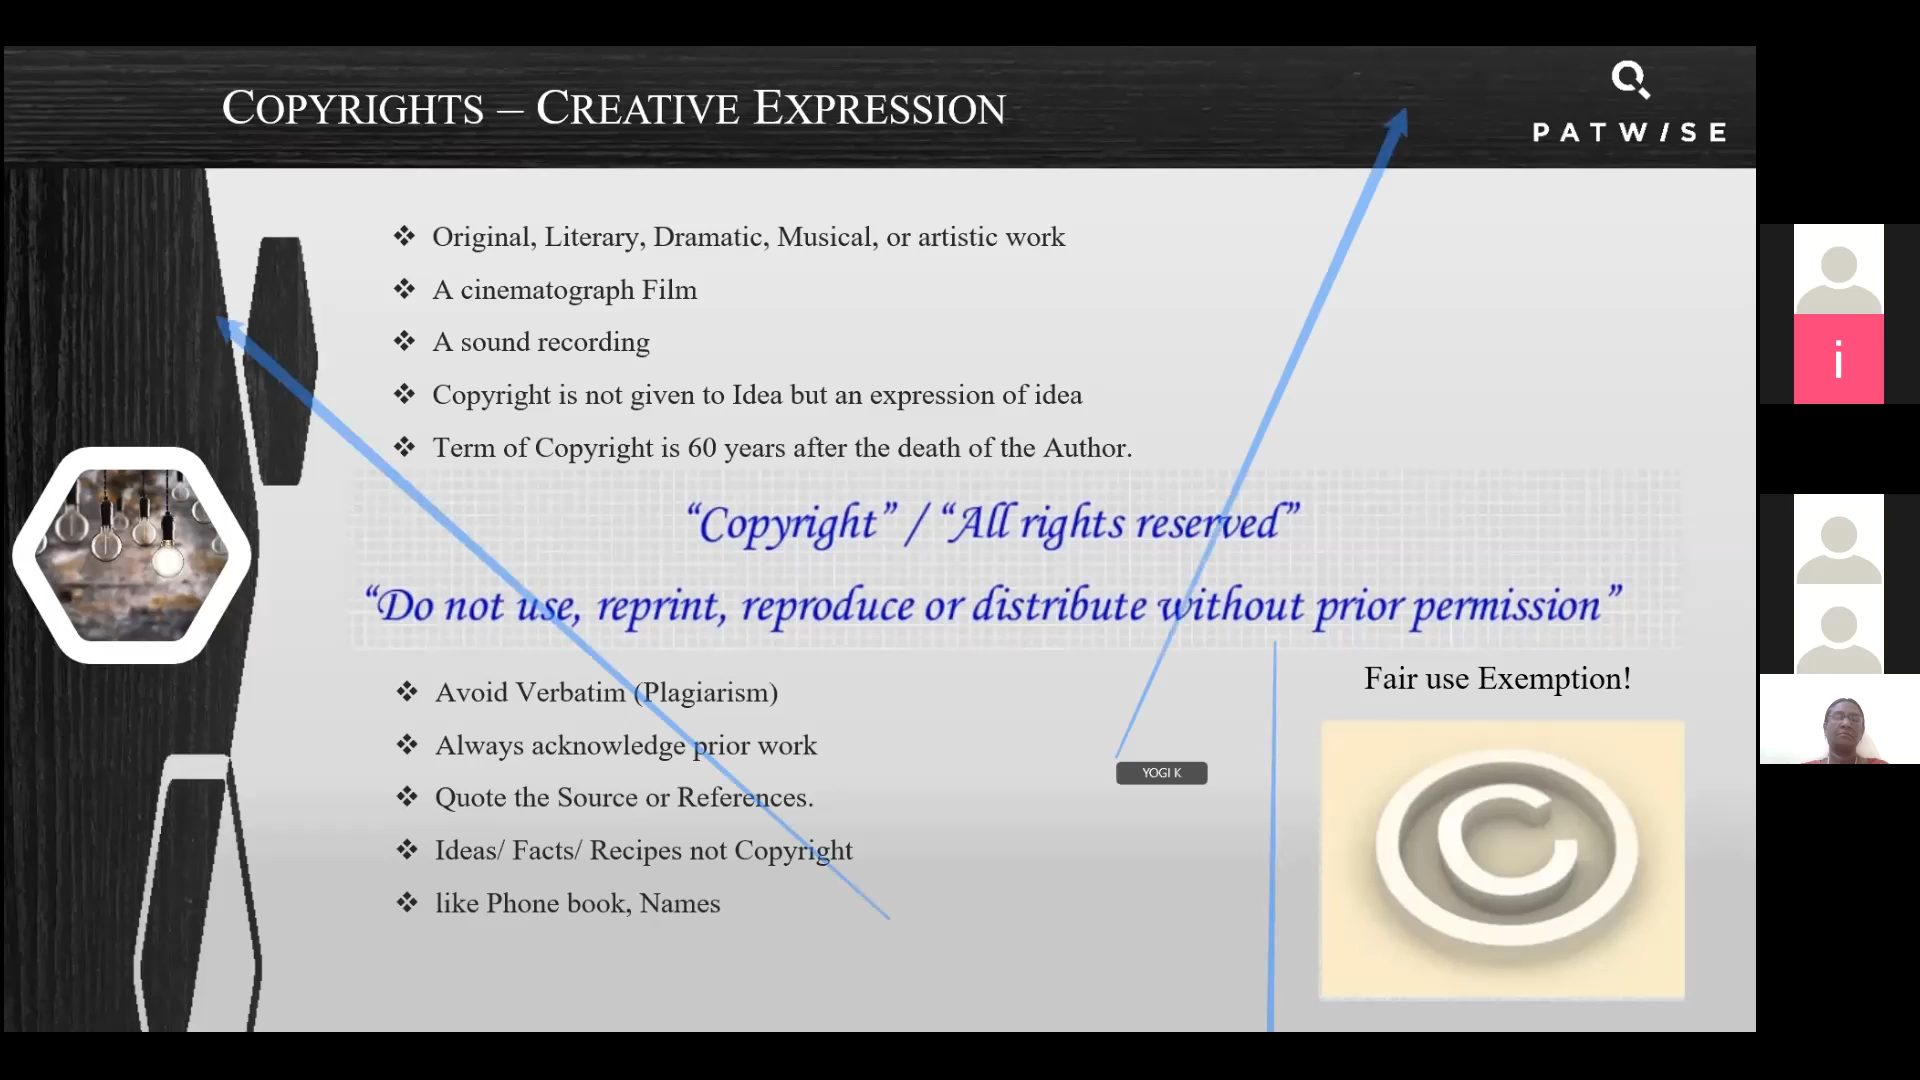 COPYRIGHTS – CREATIVE EXPRESSION
PATWISE
Original, Literary, Dramatic, Musical, or artistic work
A cinematograph Film
A sound recording
Copyright is not given to Idea but an expression of idea
Term of Copyright is 60 years after the death of the Author.
“Copyright” / “All rights reserved”
“Do not use, reprint, reproduce or distribute without prior permission”
Avoid Verbatim (Plagiarism)
Always acknowledge prior work
Quote the Source or References.
Ideas/ Facts/ Recipes not Copyright
like Phone book, Names
Fair use Exemption!
YOGI K
C
i